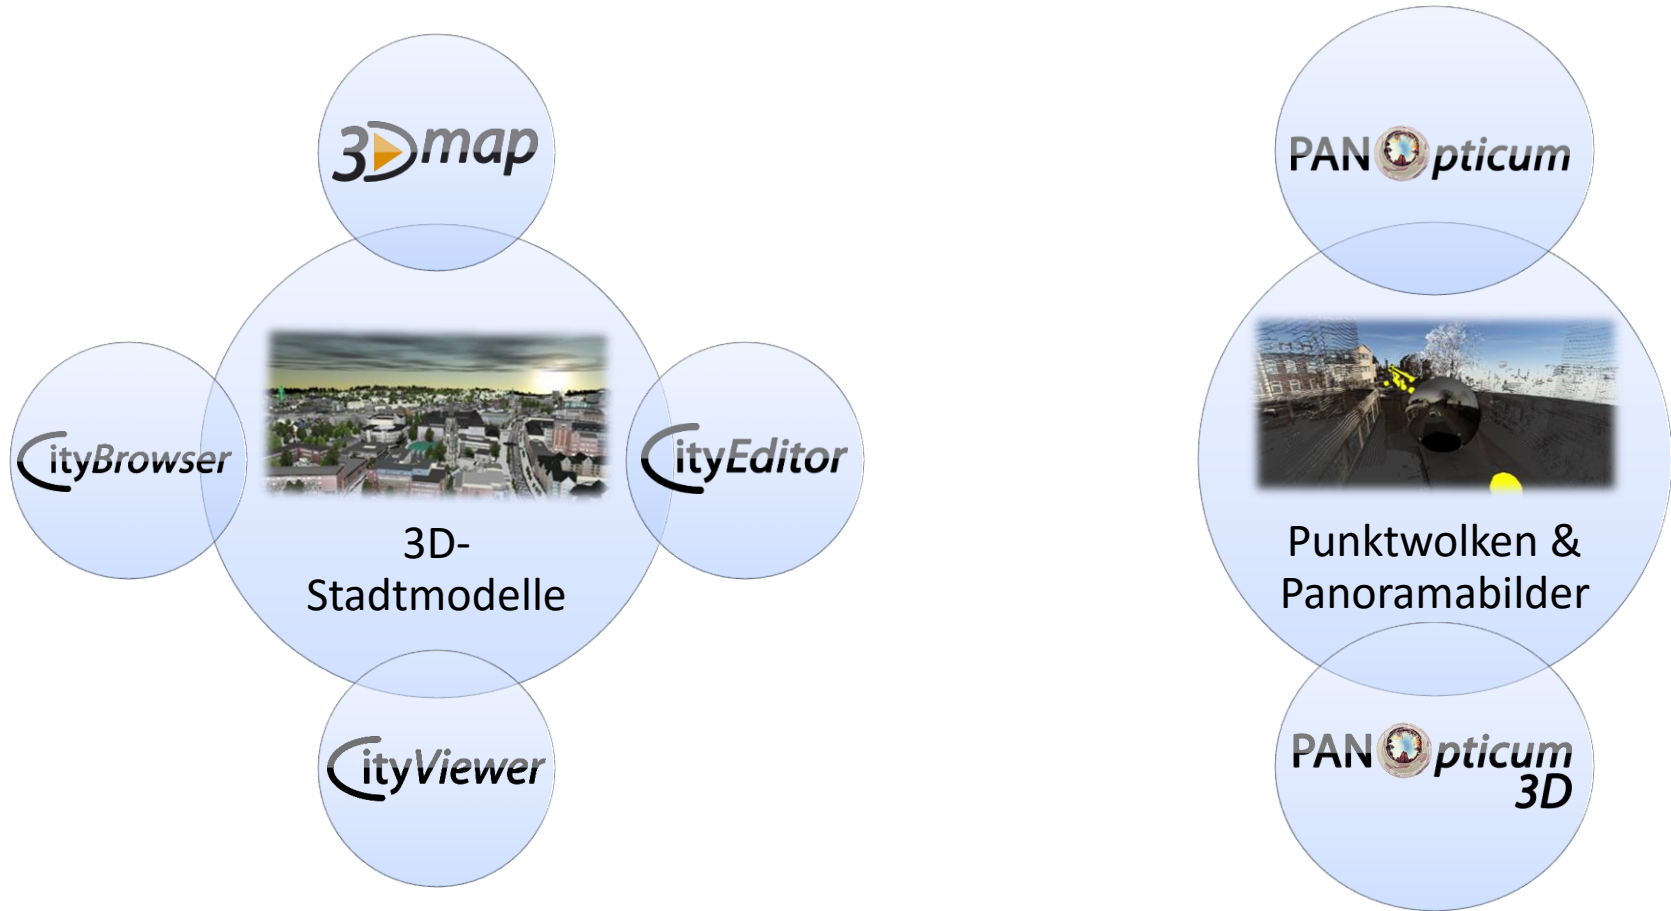 3Dmap
CityBrowser
CityEditor
3D-
Stadtmodelle
CityViewer
PANOpticum
Punktwolken &
Panoramabilder
PANOpticum
3D